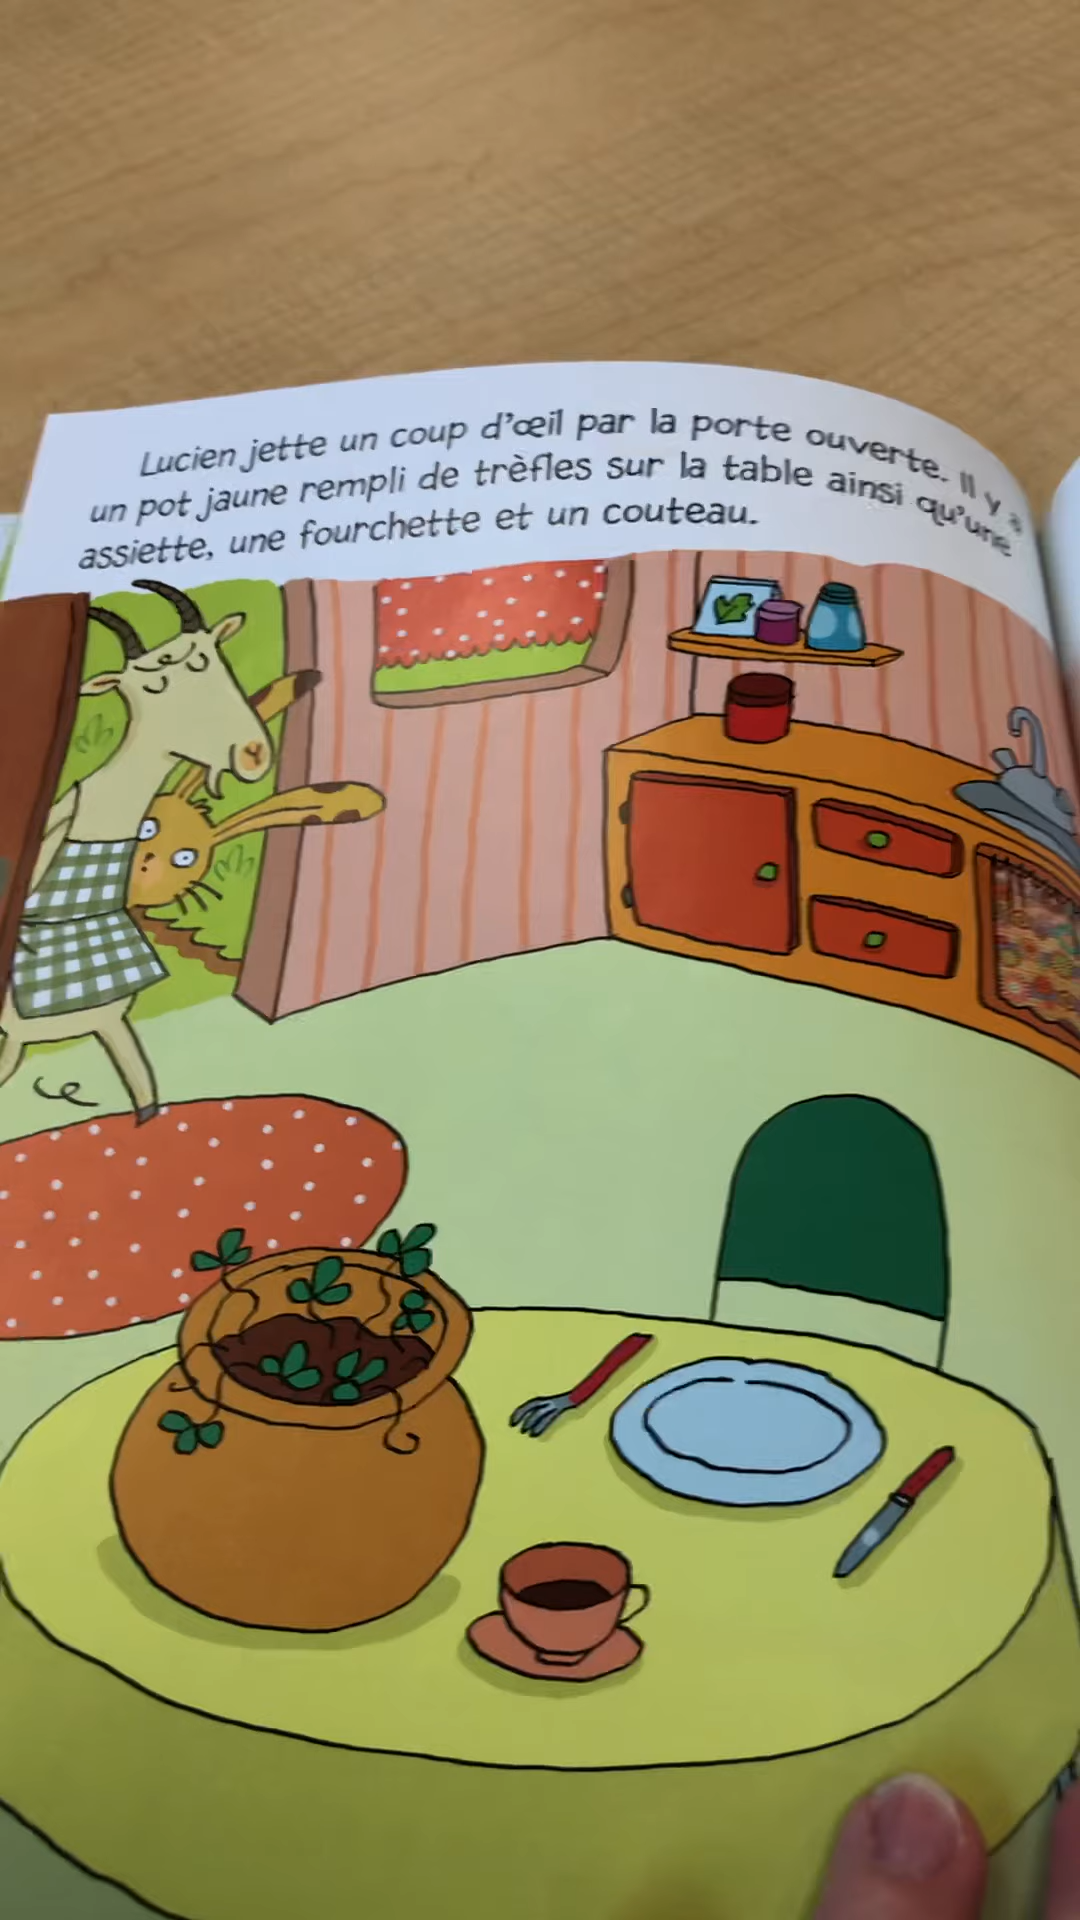 Lucien jette un coup d'œil par la porte ouverte. Il y a
un pot jaune rempli de trèfles sur la table ainsi qu'une
assiette, une fourchette et un couteau.